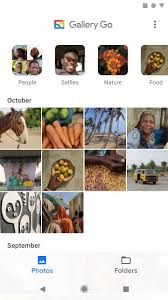 Gallery Go
People Selfies Nature Food
October
September
Photos Folders